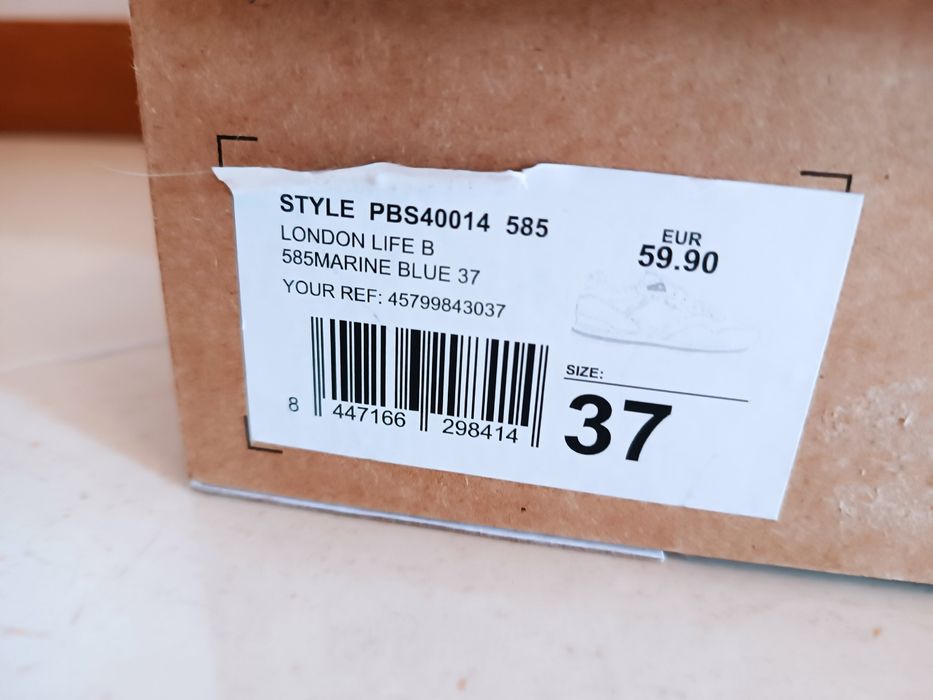 STYLE PBS40014 585
LONDON LIFE B
585MARINE BLUE 37
YOUR REF: 45799843037
8 447166 298414
EUR
59.90
SIZE:
37